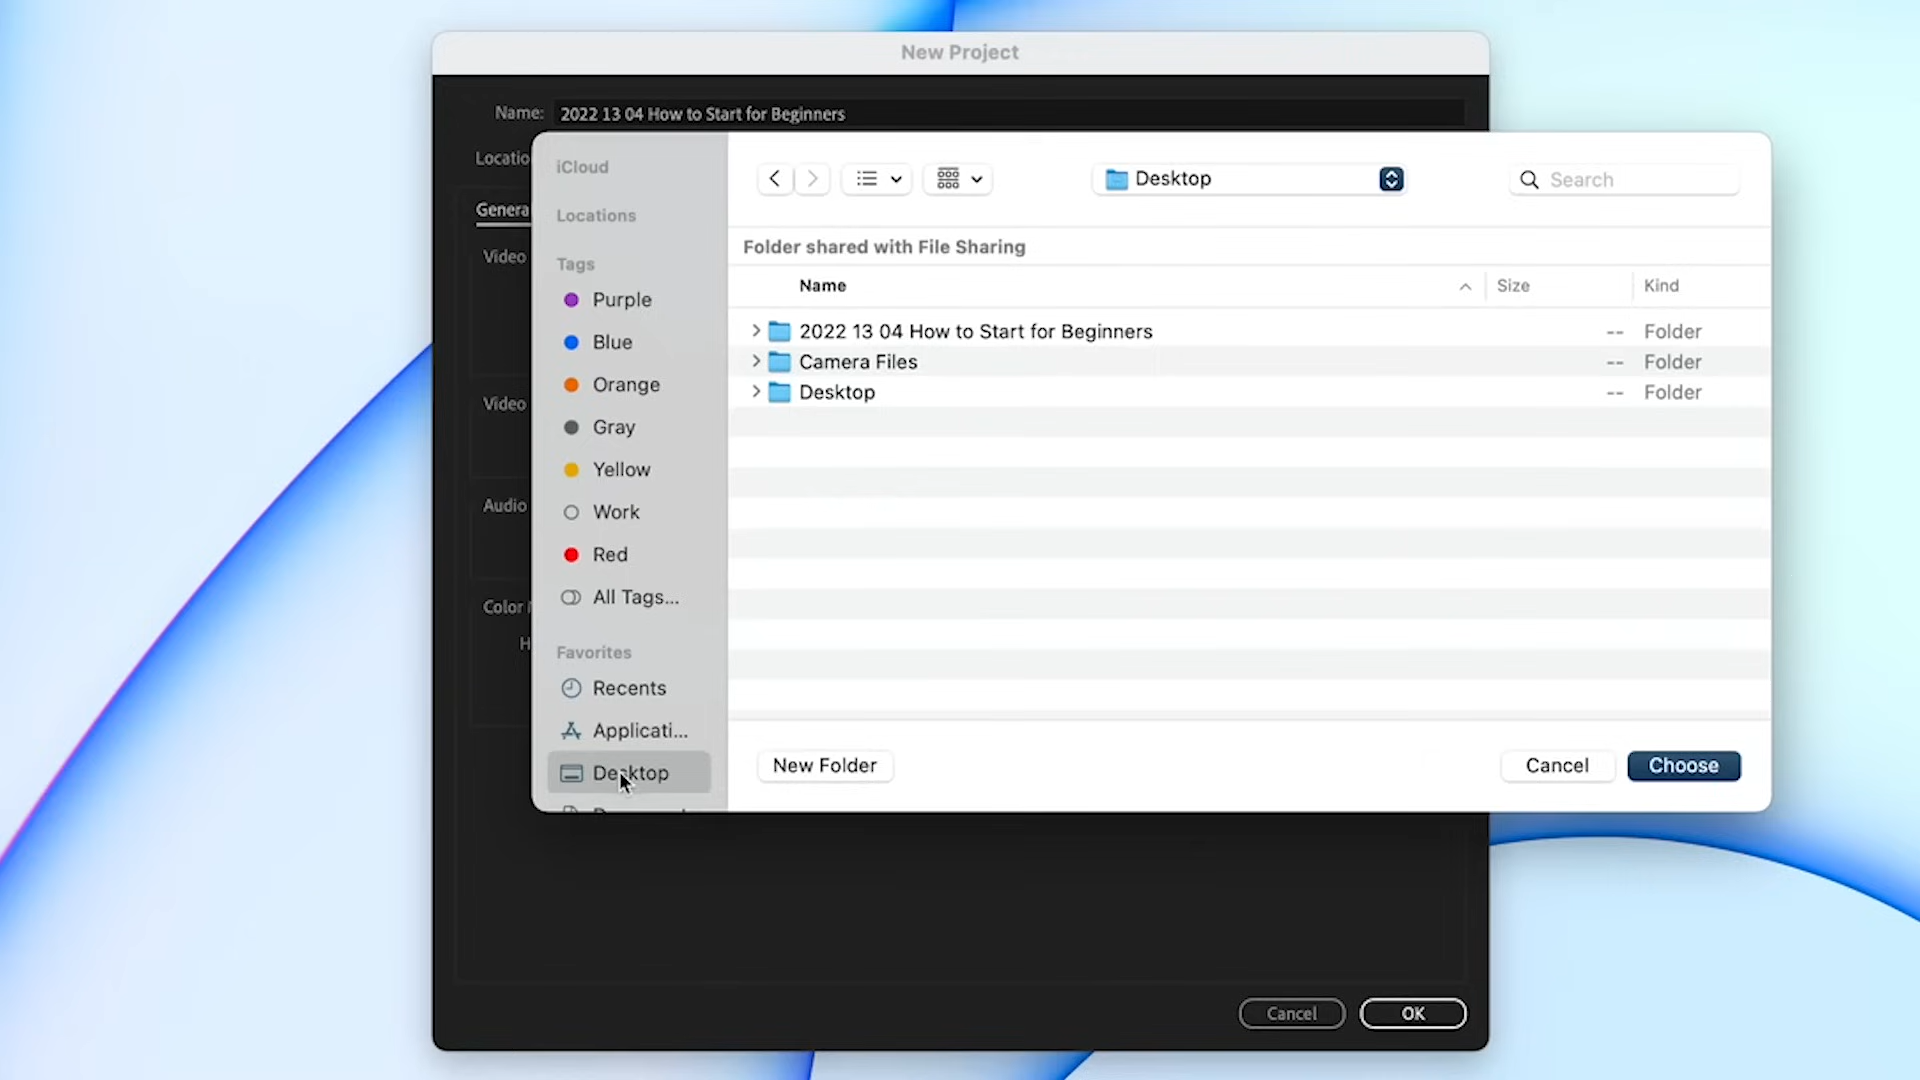 New Project
Name: 2022 13 04 How to Start for Beginners
Locatio
Genera
Video
Video
Audio
Color
H
iCloud
Locations
Tags
Purple
Blue
Orange
Gray
Yellow
Work
Red
All Tags...
Favorites
Recents
Applicati...
Desktop
Desktop
Search
Folder shared with File Sharing
Name Size Kind
2022 13 04 How to Start for Beginners -- Folder
Camera Files -- Folder
Desktop -- Folder
New Folder Cancel Choose
Cancel OK